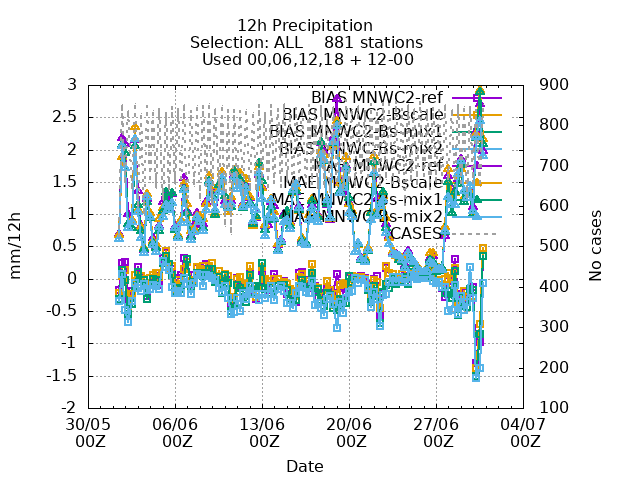 12h Precipitation
Selection: ALL 881 stations
Used 00,06,12,18 + 12-00
3
2.5
2
1.5
1
0.5
0
-0.5
-1
-1.5
-2
mm/12h
900
800
700
600
500
400
300
200
100
No cases
BIAS MNWC2-ref
BIAS MNWC2-Bscale
BIAS MNWC2-Bs-mix1
BIAS MNWC-Bs-mix2
MAE MNWC2-ref
MAE MNWC2-Bscale
MAE MNWC2-Bs-mix1
MAE MNWC-Bs-mix2
CASES
30/05 06/06 13/06 20/06 27/06 04/07
00Z 00Z 00Z 00Z 00Z 00Z
Date